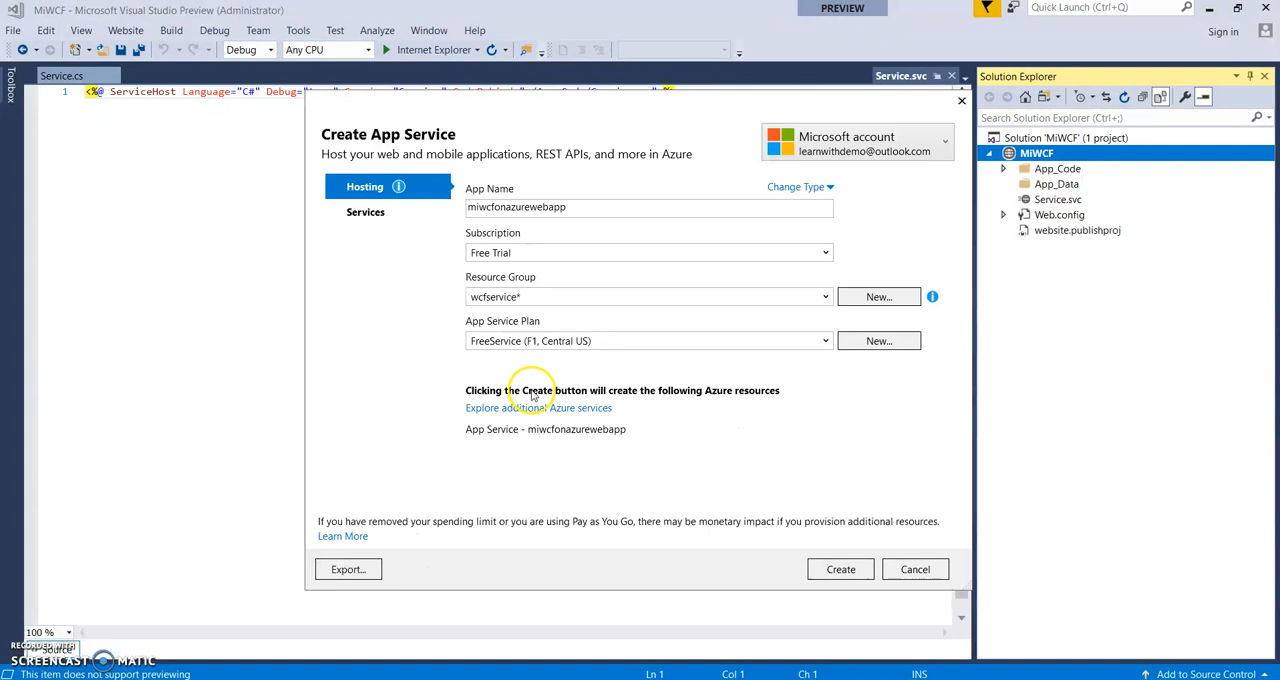 MiWCF - Microsoft Visual Studio Preview (Administrator)
PREVIEW
Quick Launch (Ctrl+Q)
File Edit View Website Build Debug Team Tools Test Analyze Window Help
Sign in
Debug
Any CPU
Internet Explorer
Toolbox
Service.cs
Service.svc
1
<%@ ServiceHost Language="C#" Debug=
%>
Create App Service
Host your web and mobile applications, REST APIs, and more in Azure
Microsoft account
learnwithdemo@outlook.com
Hosting
Services
App Name
Change Type
miwcfonazurewebapp
Subscription
Free Trial
Resource Group
wcfservice*
New...
App Service Plan
FreeService (F1, Central US)
New...
Clicking the Create button will create the following Azure resources
Explore additional Azure services
App Service - miwcfonazurewebapp
If you have removed your spending limit or you are using Pay as You Go, there may be monetary impact if you provision additional resources.
Learn More
Export...
Create
Cancel
Solution Explorer
Search Solution Explorer (Ctrl+;)
Solution 'MiWCF' (1 project)
MiWCF
App_Code
App_Data
Service.svc
Web.config
website.publishproj
100 %
Source
RECORDED WITH
SCREENCAST MATIC
This item does not support previewing
Ln 1
Col 1
Ch 1
INS
Add to Source Control